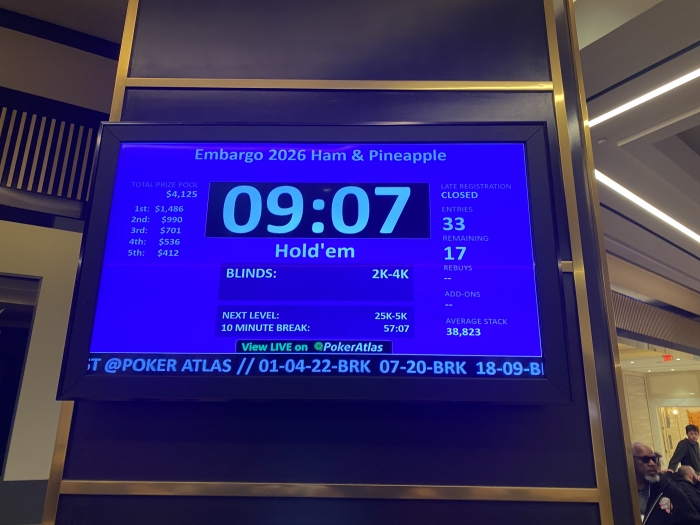 Embargo 2026 Ham & Pineapple
TOTAL PRIZE POOL
$4,125
1st: $1,486
2nd: $990
3rd: $701
4th: $536
5th: $412
09:07
Hold'em
BLINDS: 2K-4K
NEXT LEVEL: 25K-5K
10 MINUTE BREAK: 57:07
View LIVE on @PokerAtlas
LATE REGISTRATION
CLOSED
ENTRIES
33
REMAINING
17
REBUYS
--
ADD-ONS
--
AVERAGE STACK
38,823
ST @POKER ATLAS // 01-04-22-BRK 07-20-BRK 18-09-B